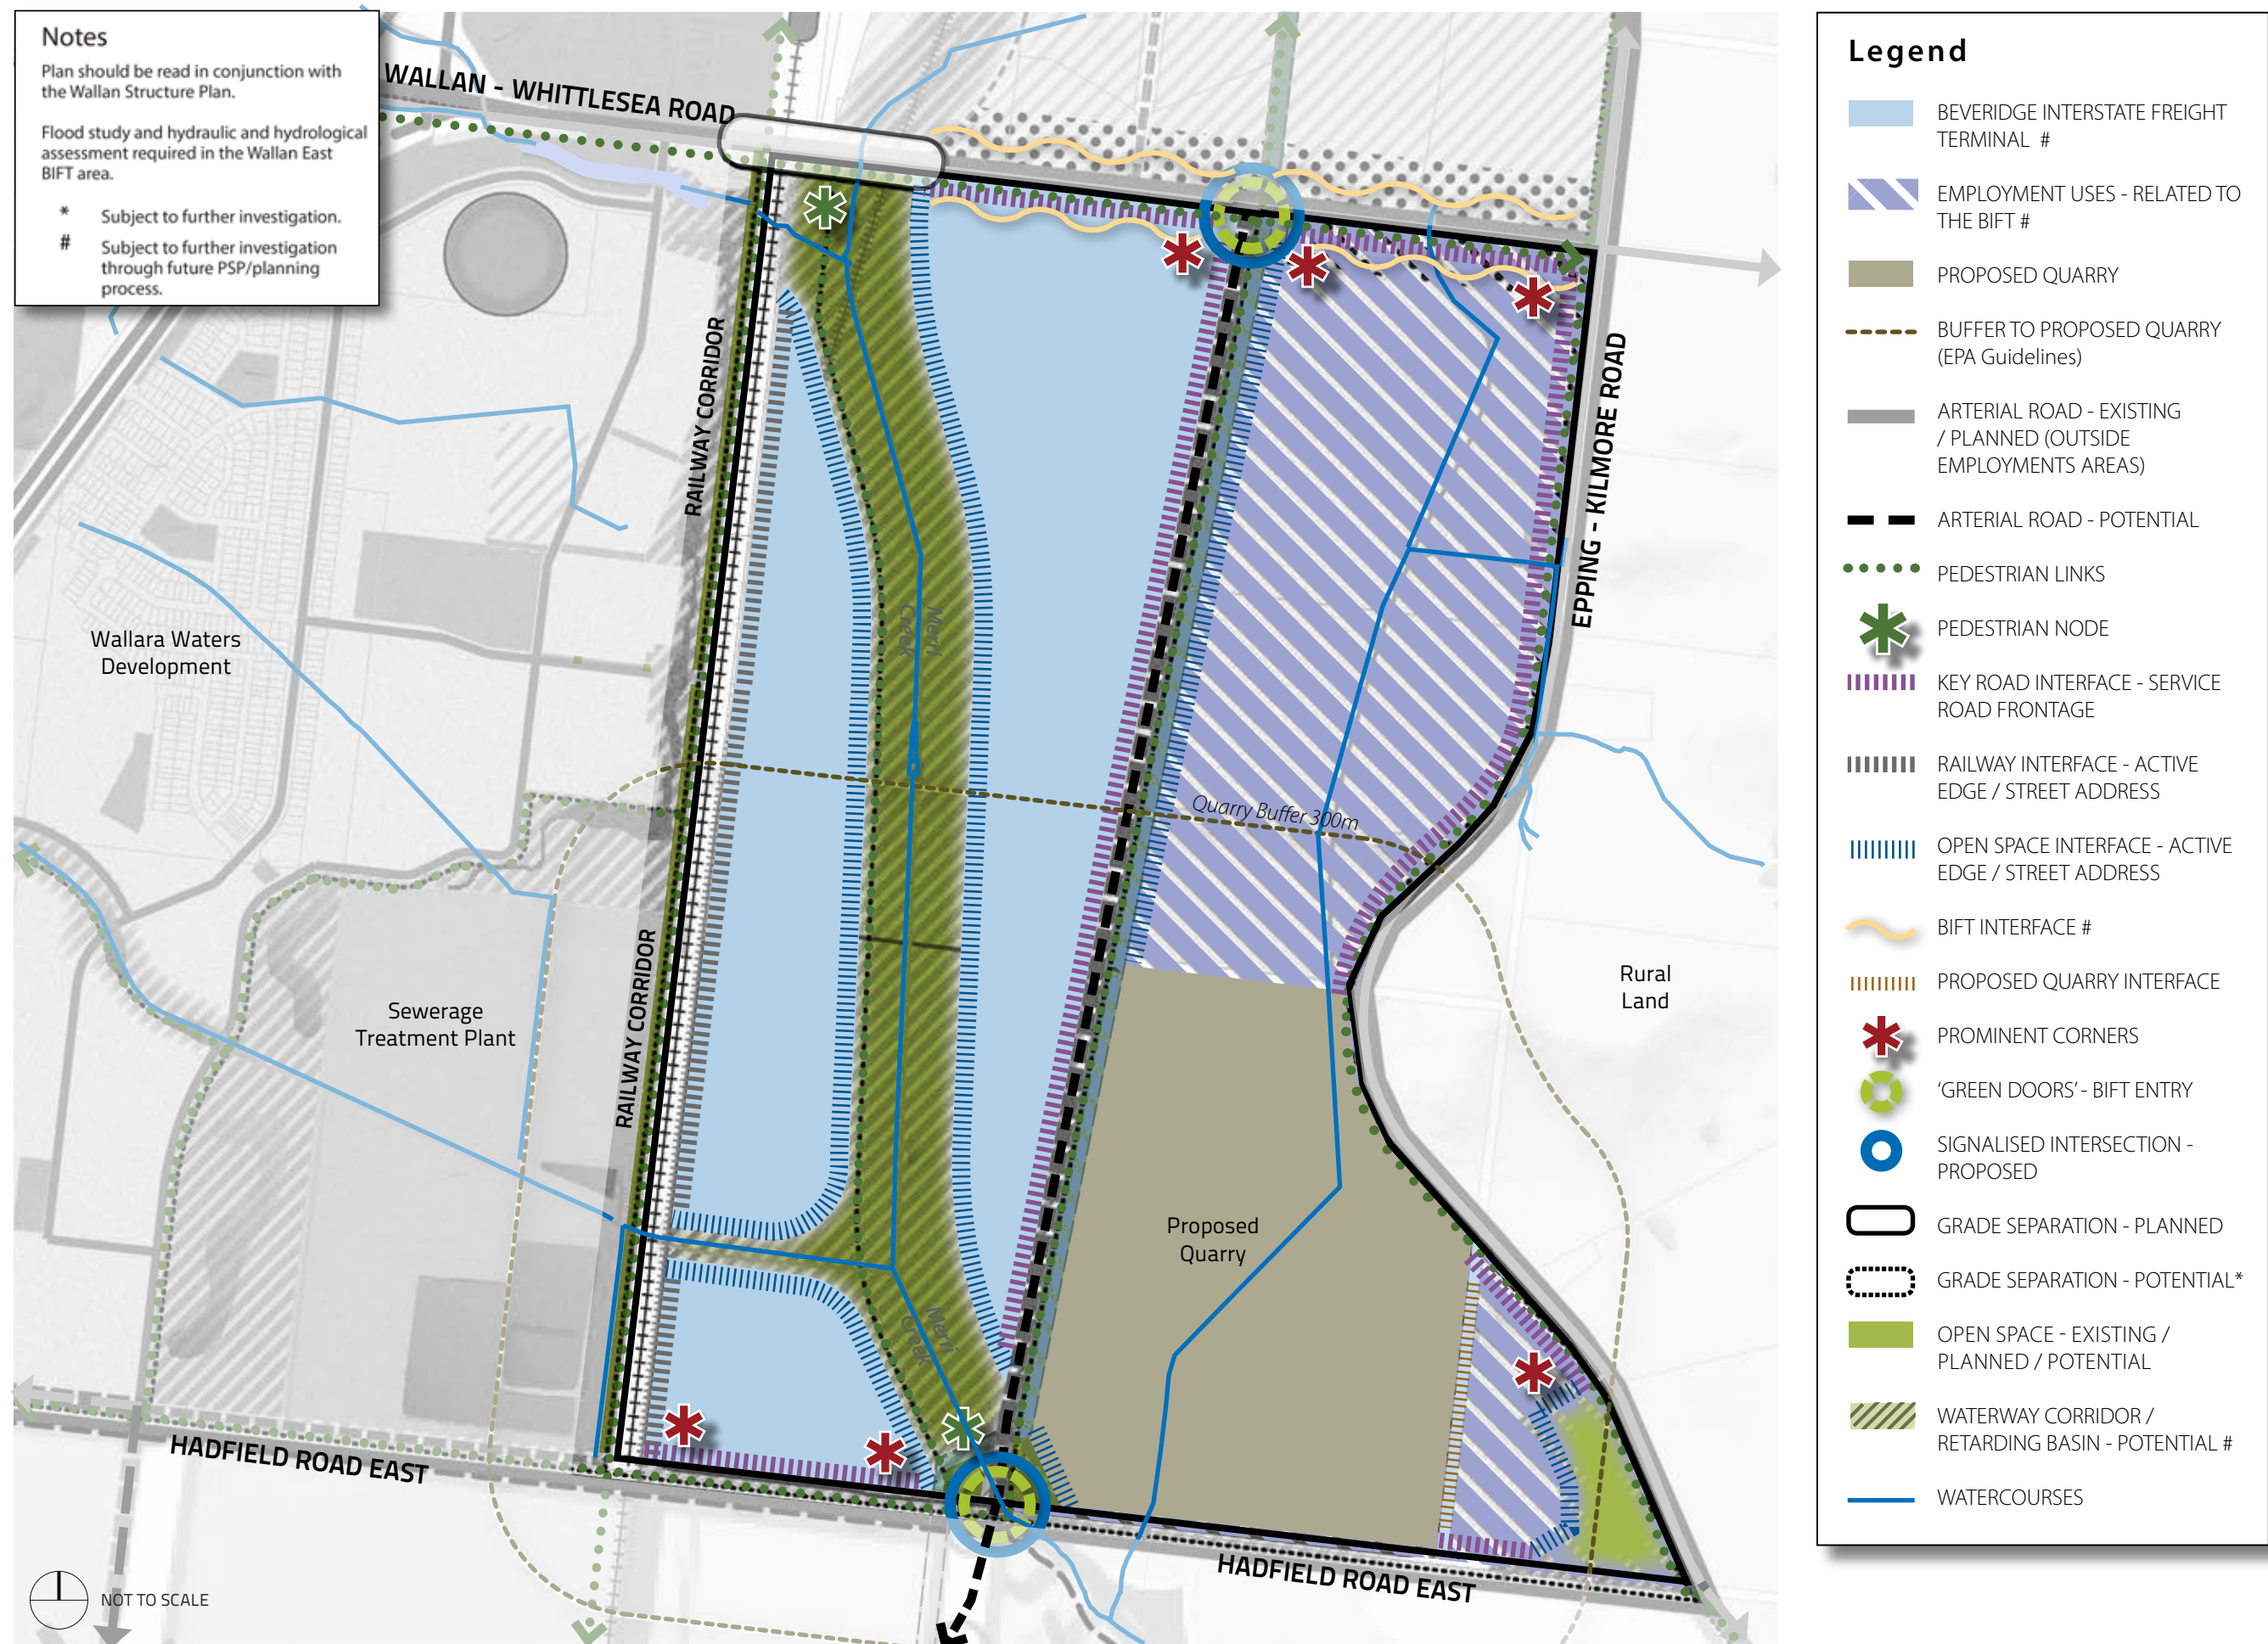 Notes
Plan should be read in conjunction with
the Wallan Structure Plan.
Flood study and hydraulic and hydrological
assessment required in the Wallan East
BIFT area.
* Subject to further investigation.
# Subject to further investigation
through future PSP/planning
process.
WALLAN - WHITTLESEA ROAD
RAILWAY CORRIDOR
EPPING - KILMORE ROAD
Merri
Creek
Wallara Waters
Development
Quarry Buffer 300m
Rural
Land
Sewerage
Treatment Plant
RAILWAY CORRIDOR
Proposed
Quarry
Merri
Creek
HADFIELD ROAD EAST
HADFIELD ROAD EAST
NOT TO SCALE
Legend
BEVERIDGE INTERSTATE FREIGHT
TERMINAL #
EMPLOYMENT USES - RELATED TO
THE BIFT #
PROPOSED QUARRY
BUFFER TO PROPOSED QUARRY
(EPA Guidelines)
ARTERIAL ROAD - EXISTING
/ PLANNED (OUTSIDE
EMPLOYMENTS AREAS)
ARTERIAL ROAD - POTENTIAL
PEDESTRIAN LINKS
PEDESTRIAN NODE
KEY ROAD INTERFACE - SERVICE
ROAD FRONTAGE
RAILWAY INTERFACE - ACTIVE
EDGE / STREET ADDRESS
OPEN SPACE INTERFACE - ACTIVE
EDGE / STREET ADDRESS
BIFT INTERFACE #
PROPOSED QUARRY INTERFACE
PROMINENT CORNERS
‘GREEN DOORS’ - BIFT ENTRY
SIGNALISED INTERSECTION -
PROPOSED
GRADE SEPARATION - PLANNED
GRADE SEPARATION - POTENTIAL*
OPEN SPACE - EXISTING /
PLANNED / POTENTIAL
WATERWAY CORRIDOR /
RETARDING BASIN - POTENTIAL #
WATERCOURSES